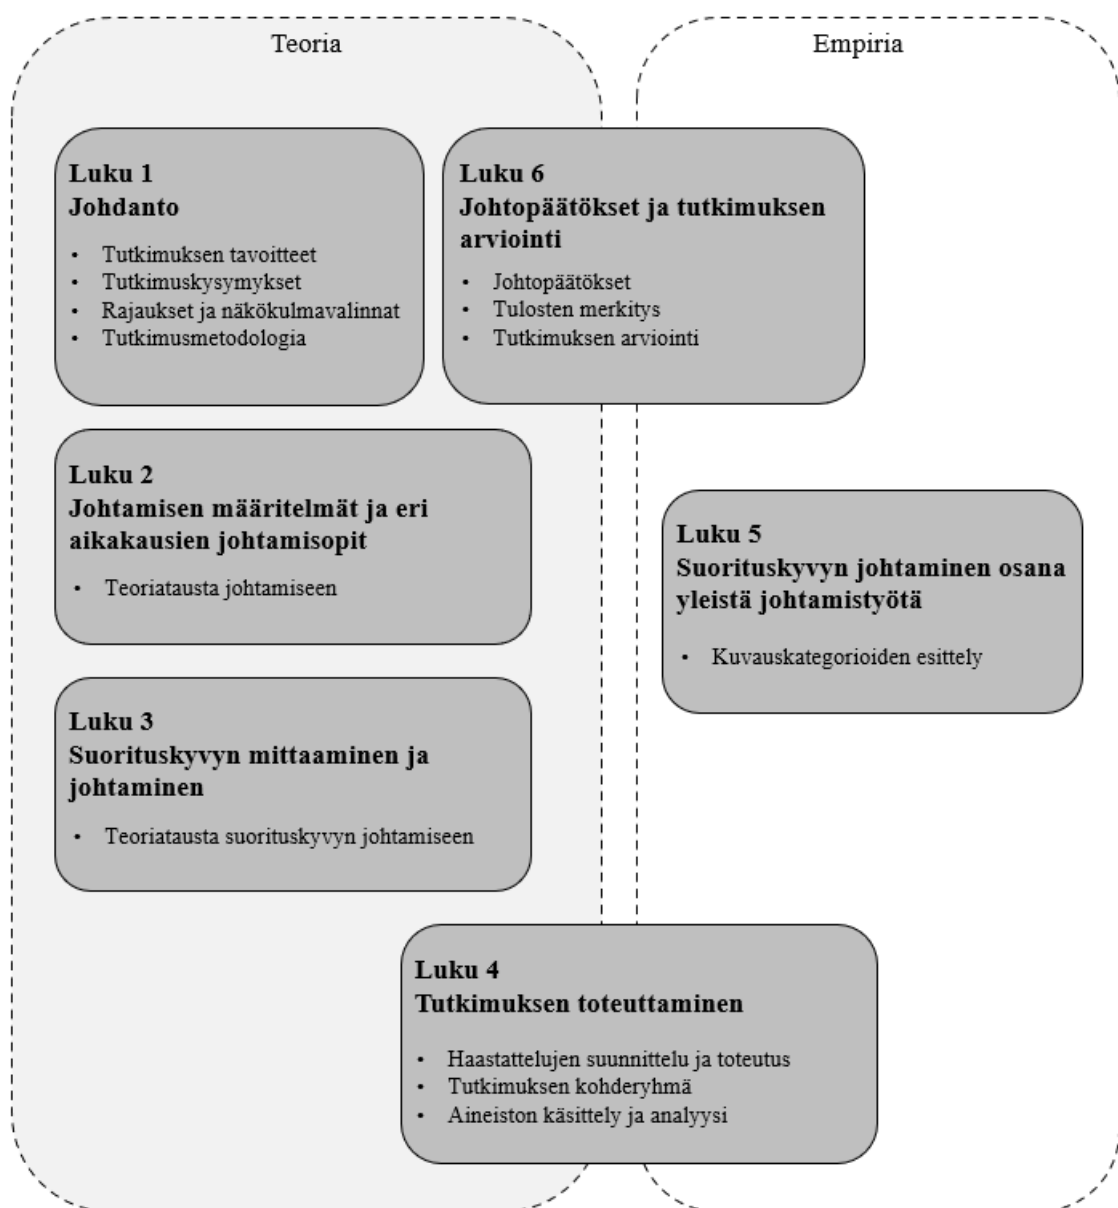 Teoria
Empiria
Luku 1
Johdanto
• Tutkimuksen tavoitteet
• Tutkimuskysymykset
• Rajaukset ja näkökulmavalinnat
• Tutkimusmetodologia
Luku 6
Johtopäätökset ja tutkimuksen
arviointi
• Johtopäätökset
• Tulosten merkitys
• Tutkimuksen arviointi
Luku 2
Johtamisen määritelmät ja eri
aikakausien johtamisopit
• Teoriatausta johtamiseen
Luku 5
Suorituskyvyn johtaminen osana
yleistä johtamistyötä
• Kuvauskategorioiden esittely
Luku 3
Suorituskyvyn mittaaminen ja
johtaminen
• Teoriatausta suorituskyvyn johtamiseen
Luku 4
Tutkimuksen toteuttaminen
• Haastattelujen suunnittelu ja toteutus
• Tutkimuksen kohderyhmä
• Aineiston käsittely ja analyysi